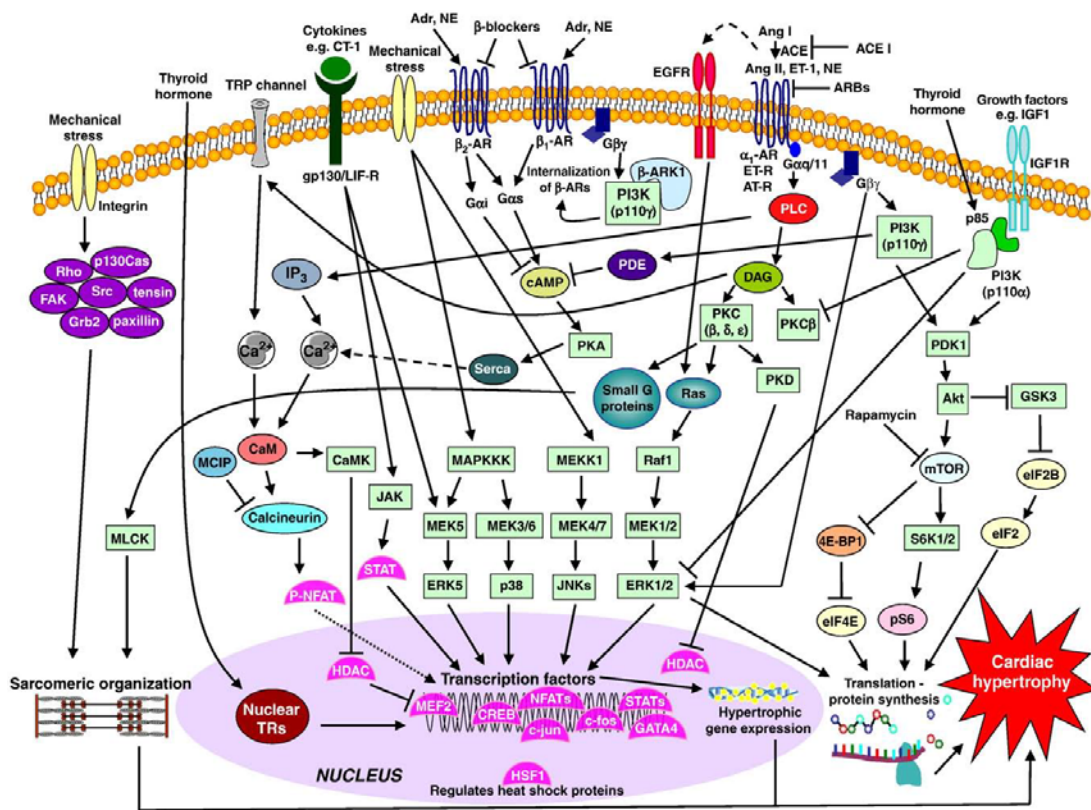 Adr, NE
β-blockers
Adr, NE
Cytokines
e.g. CT-1
Mechanical
stress
Ang I
ACE
ACE I
EGFR
Ang II, ET-1, NE
ARBs
Thyroid
hormone
TRP channel
Thyroid
hormone
Growth factors
e.g. IGF1
Mechanical
stress
IGF1R
Integrin
gp130/LIF-R
β2-AR
β1-AR
Gβγ
α1-AR
ET-R
AT-R
Gαq/11
Gβγ
Internalization
of β-ARs
β-ARK1
PI3K
(p110γ)
Gαi
Gαs
PLC
p85
PI3K
(p110γ)
PI3K
(p110α)
Rho
p130Cas
FAK
Src
tensin
Grb2
paxillin
IP3
cAMP
PDE
DAG
PKC
(β, δ, ε)
PKCβ
PDK1
Ca2+
Ca2+
Serca
PKA
Small G
proteins
Ras
PKD
Akt
GSK3
Rapamycin
MCIP
CaM
CaMK
MAPKKK
MEKK1
Raf1
mTOR
eIF2B
Calcineurin
JAK
MLCK
MEK5
MEK3/6
MEK4/7
MEK1/2
4E-BP1
S6K1/2
eIF2
STAT
P-NFAT
ERK5
p38
JNKs
ERK1/2
eIF4E
pS6
HDAC
HDAC
Cardiac
hypertrophy
Sarcomeric organization
Transcription factors
Translation -
protein synthesis
Nuclear
TRs
MEF2
CREB
NFATs
c-jun
c-fos
STATs
GATA4
Hypertrophic
gene expression
NUCLEUS
HSF1
Regulates heat shock proteins